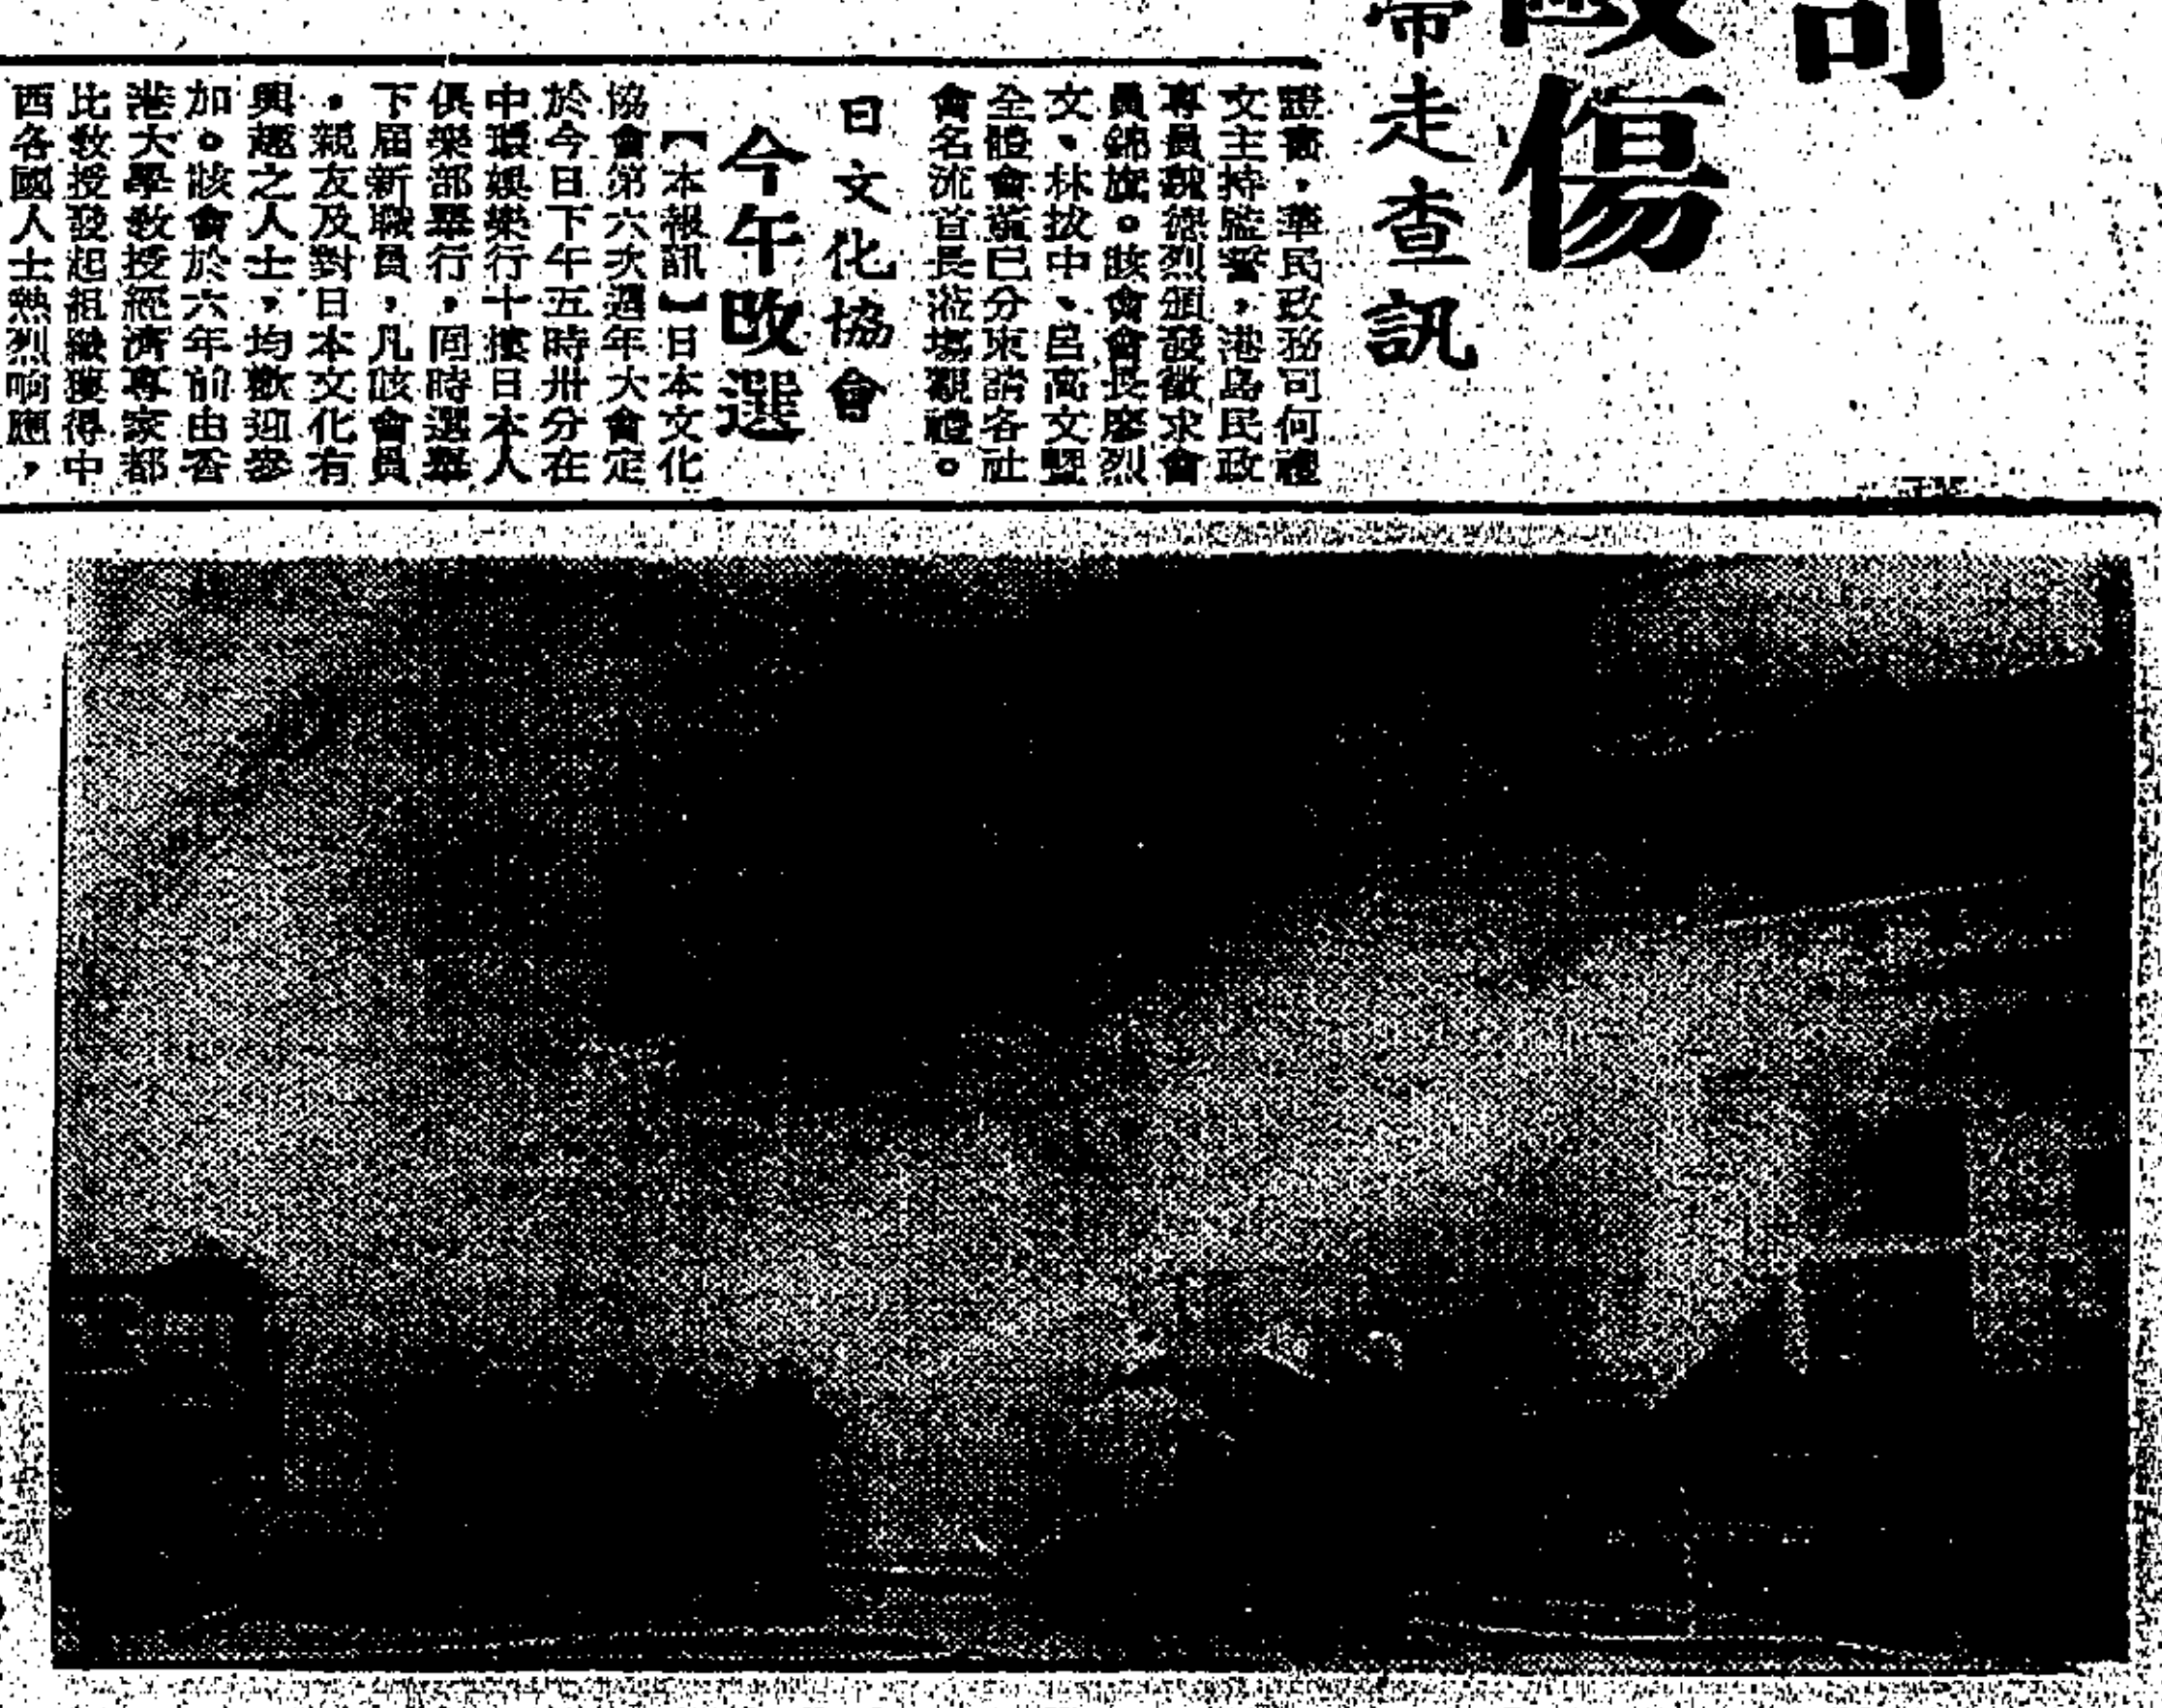 司
毆傷
帶走查訊
證書，華民政務司何禮
文主持監誓，港島民政
專員魏德烈頒發徵求會
員錦旗。該會會長廖烈
文、林拔中、呂高文暨
全體會董已分柬請各社
會名流首長蒞塲觀禮。
日文化協會
今午改選
【本報訊】日本文化
協會第六次週年大會定
於今日下午五時卅分在
中環娛樂行十樓日本人
俱樂部舉行，同時選舉
下屆新職員，凡該會員
，親友及對日本文化有
興趣之人士，均歡迎參
加。該會於六年前由香
港大學教授經濟專家都
比教授發起組織獲得中
西各國人士熱烈响應，